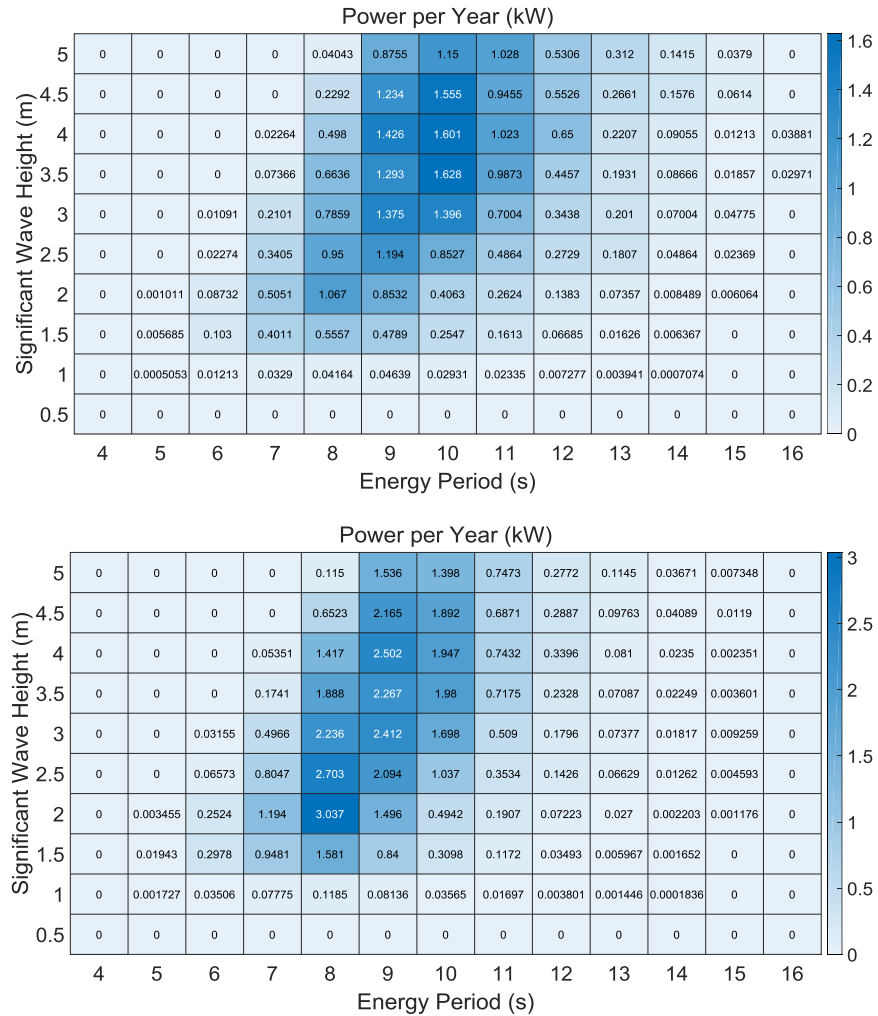 Power per Year (kW)
5 0 0 0 0 0.04043 0.8755 1.15 1.028 0.5306 0.312 0.1415 0.0379 0
4.5 0 0 0 0 0.2292 1.234 1.555 0.9455 0.5526 0.2661 0.1576 0.0614 0
4 0 0 0 0.02264 0.498 1.426 1.601 1.023 0.65 0.2207 0.09055 0.01213 0.03881
3.5 0 0 0 0.07366 0.6636 1.293 1.628 0.9873 0.4457 0.1931 0.08666 0.01857 0.02971
3 0 0 0.01091 0.2101 0.7859 1.375 1.396 0.7004 0.3438 0.201 0.07004 0.04775 0
2.5 0 0 0.02274 0.3405 0.95 1.194 0.8527 0.4864 0.2729 0.1807 0.04864 0.02369 0
2 0 0.001011 0.08732 0.5051 1.067 0.8532 0.4063 0.2624 0.1383 0.07357 0.008489 0.006064 0
1.5 0 0.005685 0.103 0.4011 0.5557 0.4789 0.2547 0.1613 0.06685 0.01626 0.006367 0 0
1 0 0.0005053 0.01213 0.0329 0.04164 0.04639 0.02931 0.02335 0.007277 0.003941 0.0007074 0 0
0.5 0 0 0 0 0 0 0 0 0 0 0 0 0
4 5 6 7 8 9 10 11 12 13 14 15 16
Energy Period (s)
Significant Wave Height (m)
1.6
1.4
1.2
1
0.8
0.6
0.4
0.2
0
Power per Year (kW)
5 0 0 0 0 0.115 1.536 1.398 0.7473 0.2772 0.1145 0.03671 0.007348 0
4.5 0 0 0 0 0.6523 2.165 1.892 0.6871 0.2887 0.09763 0.04089 0.0119 0
4 0 0 0 0.05351 1.417 2.502 1.947 0.7432 0.3396 0.081 0.0235 0.002351 0
3.5 0 0 0 0.1741 1.888 2.267 1.98 0.7175 0.2328 0.07087 0.02249 0.003601 0
3 0 0 0.03155 0.4966 2.236 2.412 1.698 0.509 0.1796 0.07377 0.01817 0.009259 0
2.5 0 0 0.06573 0.8047 2.703 2.094 1.037 0.3534 0.1426 0.06629 0.01262 0.004593 0
2 0 0.003455 0.2524 1.194 3.037 1.496 0.4942 0.1907 0.07223 0.027 0.002203 0.001176 0
1.5 0 0.01943 0.2978 0.9481 1.581 0.84 0.3098 0.1172 0.03493 0.005967 0.001652 0 0
1 0 0.001727 0.03506 0.07775 0.1185 0.08136 0.03565 0.01697 0.003801 0.001446 0.0001836 0 0
0.5 0 0 0 0 0 0 0 0 0 0 0 0 0
4 5 6 7 8 9 10 11 12 13 14 15 16
Energy Period (s)
Significant Wave Height (m)
3
2.5
2
1.5
1
0.5
0